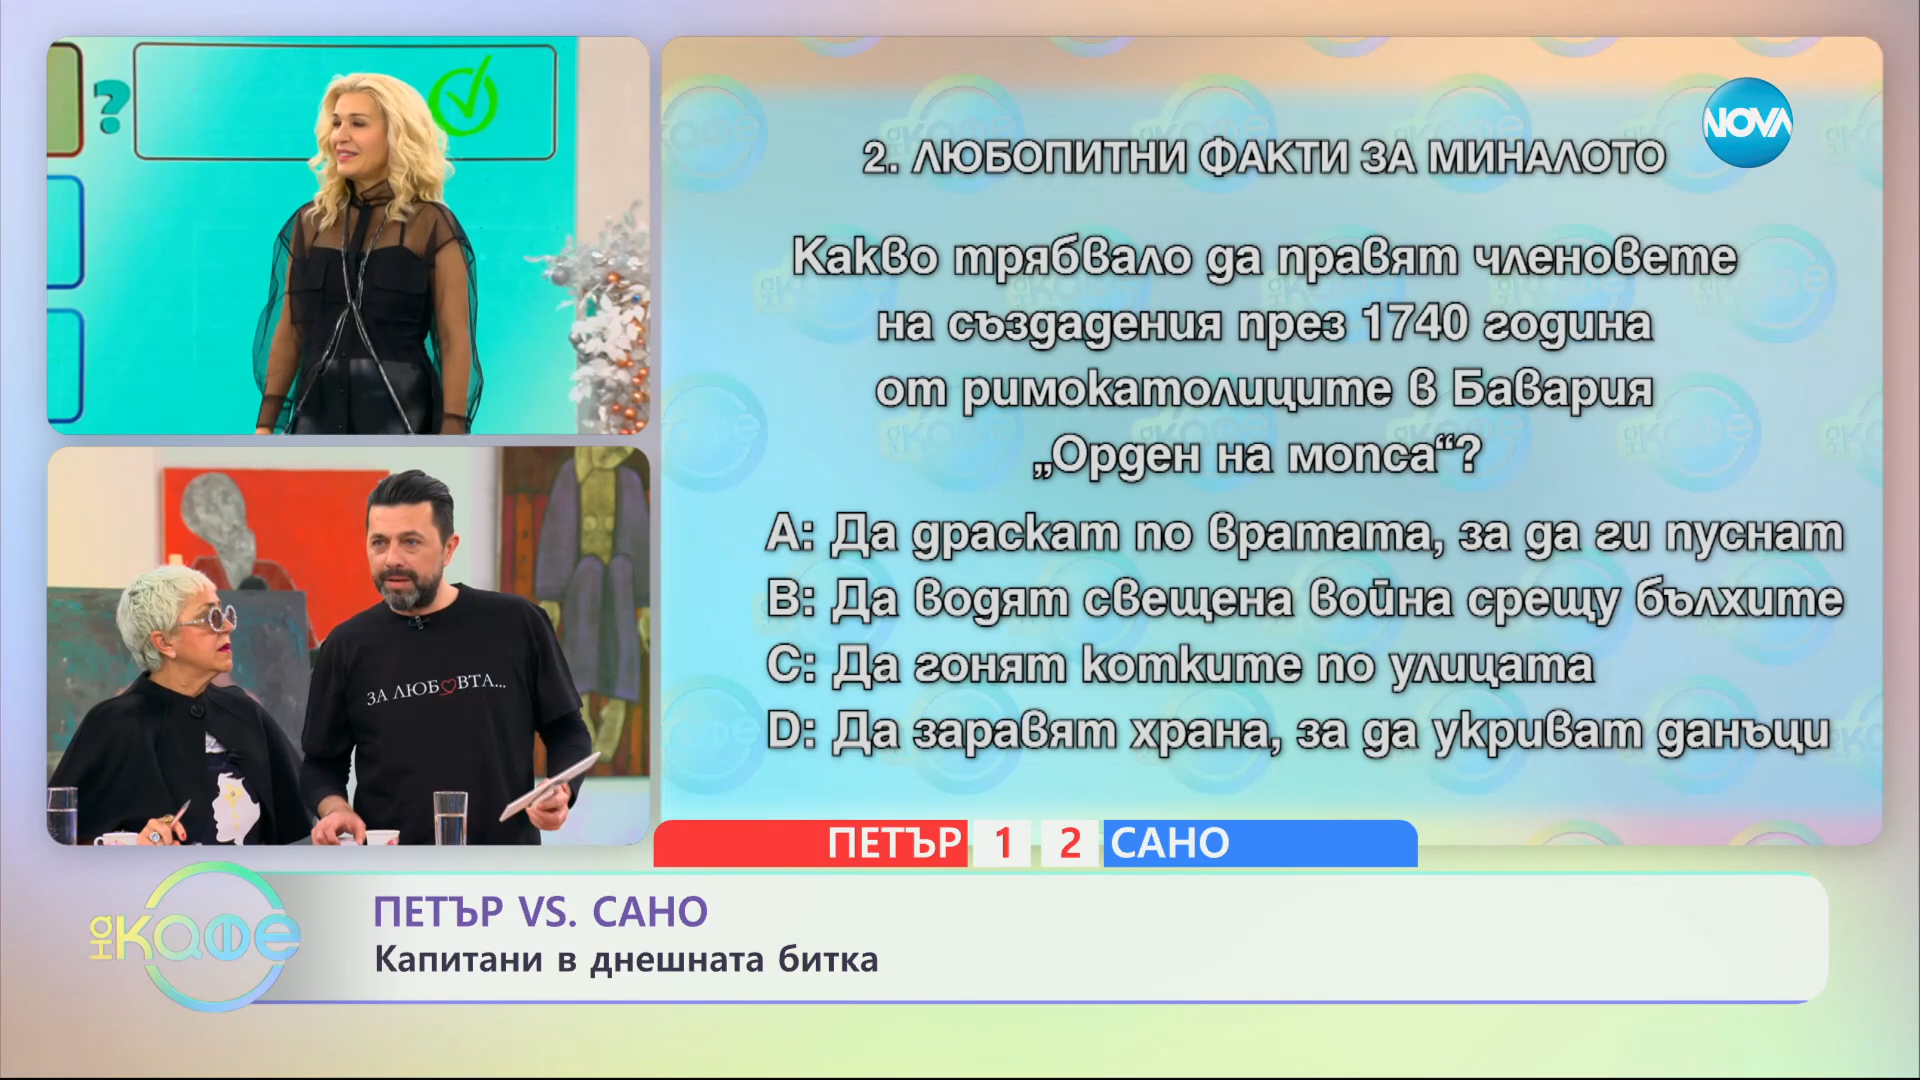 ?
NOVA
2. ЛЮБОПИТНИ ФАКТИ ЗА МИНАЛОТО
Какво трябвало да правят членовете
на създадения през 1740 година
от римокатолиците в Бавария
„Орден на мопса“?
A: Да драскат по вратата, за да ги пуснат
B: Да водят свещена война срещу бълхите
C: Да гонят котките по улицата
D: Да заравят храна, за да укриват данъци
ЗА ЛЮБОВТА...
ПЕТЪР 1 2 САНО
на кафе
ПЕТЪР VS. САНО
Капитани в днешната битка